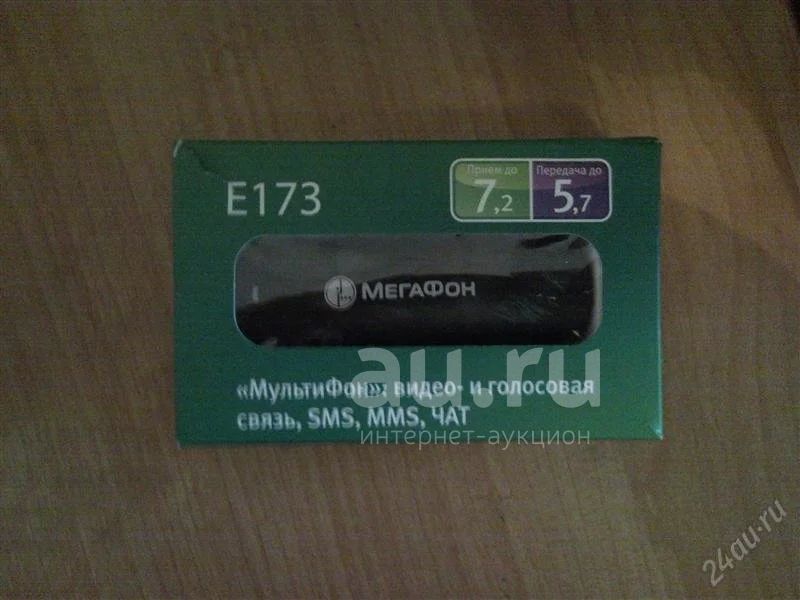 E173
Приём до
7,2
Передача до
5,7
МЕГАФОН
au.ru
«МультиФон»: видео- и голосовая
связь, SMS, MMS, ЧАТ
интернет-аукцион
24au.ru